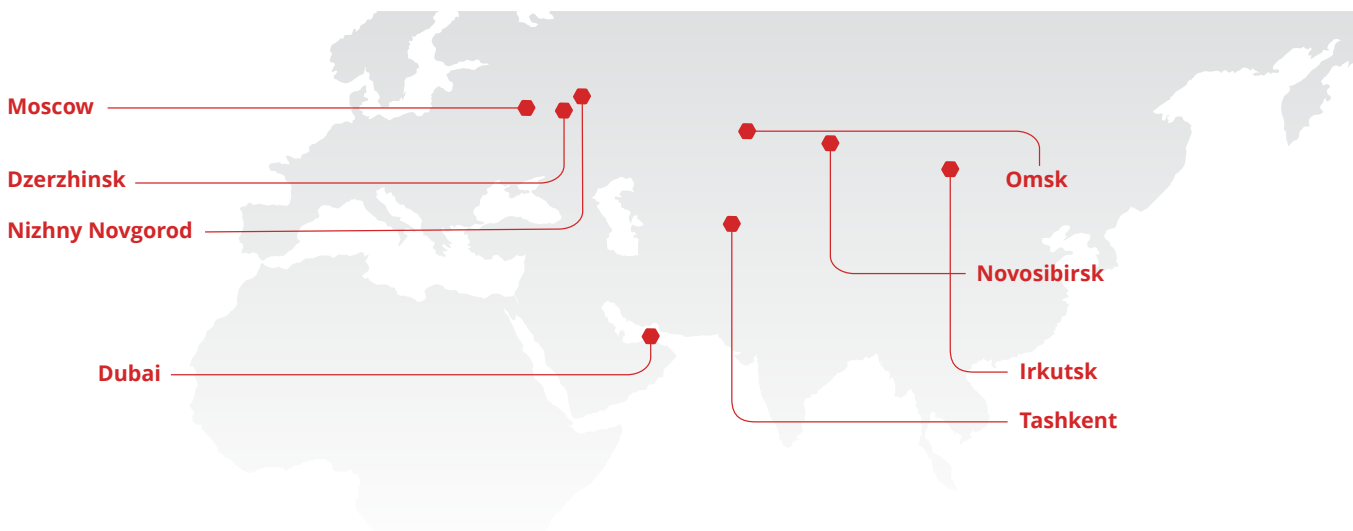 Moscow
Dzerzhinsk
Nizhny Novgorod
Dubai
Omsk
Novosibirsk
Irkutsk
Tashkent